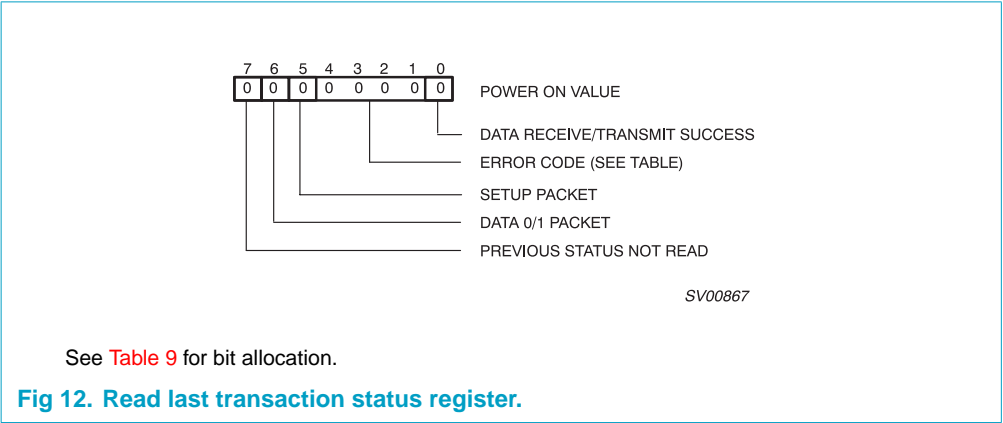 7 6 5 4 3 2 1 0
0 0 0 0 0 0 0 0 POWER ON VALUE
DATA RECEIVE/TRANSMIT SUCCESS
ERROR CODE (SEE TABLE)
SETUP PACKET
DATA 0/1 PACKET
PREVIOUS STATUS NOT READ
SV00867
See Table 9 for bit allocation.
Fig 12. Read last transaction status register.